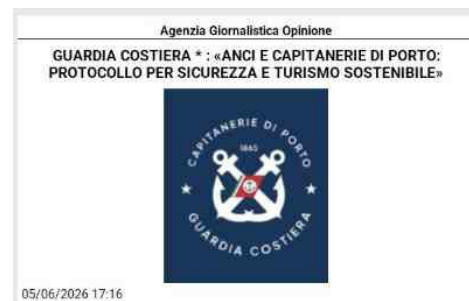 Agenzia Giornalistica Opinione
GUARDIA COSTIERA * : «ANCI E CAPITANERIE DI PORTO:
PROTOCOLLO PER SICUREZZA E TURISMO SOSTENIBILE»
CAPITANERIE DI PORTO
1865
GUARDIA COSTIERA
05/06/2026 17:16